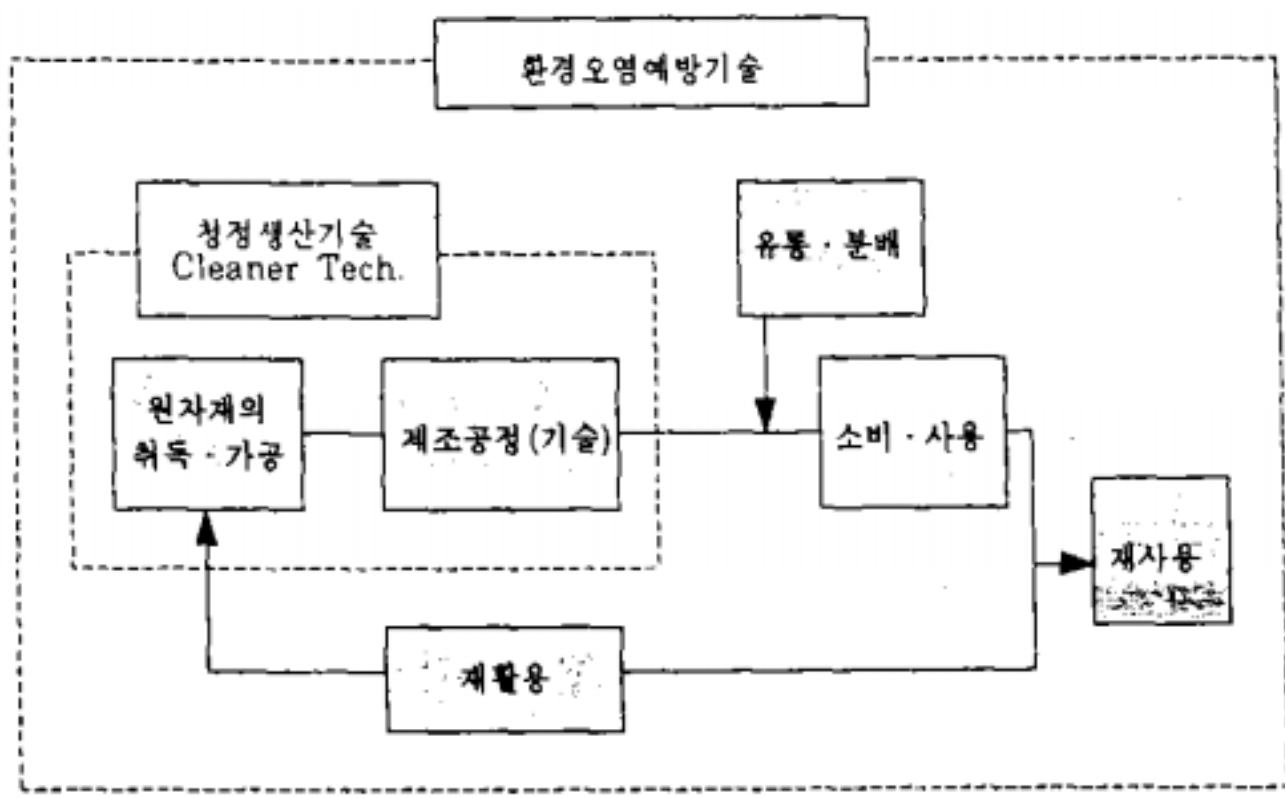 환경오염예방기술
청정생산기술
Cleaner Tech.
유통·분배
원자재의
취득·가공
제조공정(기술)
소비·사용
재사용
재활용